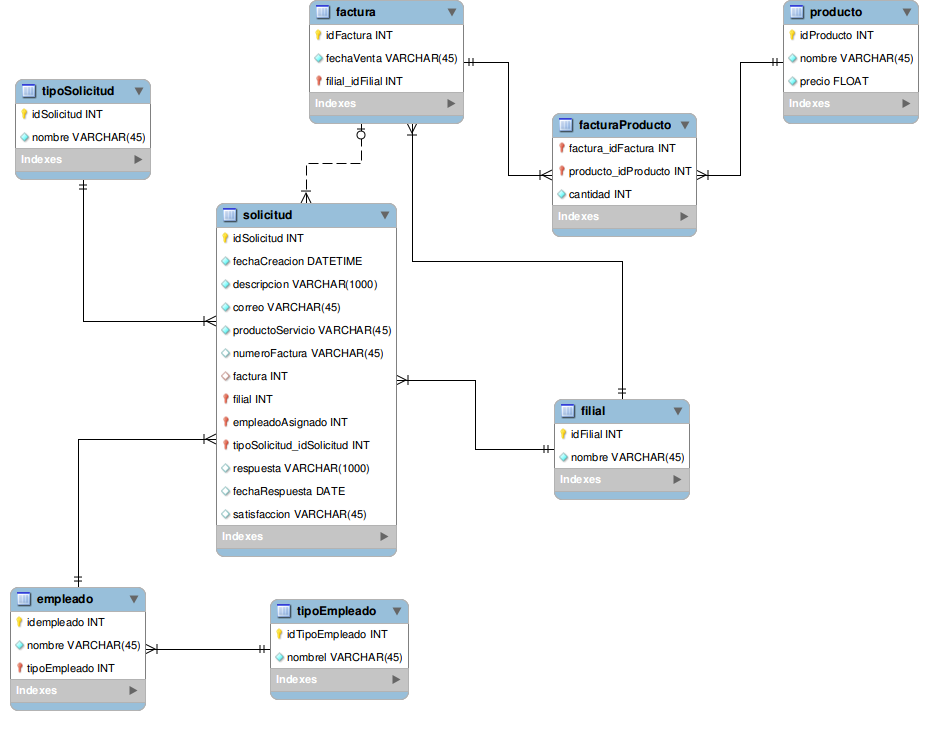 factura
idFactura INT
fechaVenta VARCHAR(45)
filial_idFilial INT
Indexes
producto
idProducto INT
nombre VARCHAR(45)
precio FLOAT
Indexes
tipoSolicitud
idSolicitud INT
nombre VARCHAR(45)
Indexes
facturaProducto
factura_idFactura INT
producto_idProducto INT
cantidad INT
Indexes
solicitud
idSolicitud INT
fechaCreacion DATETIME
descripcion VARCHAR(1000)
correo VARCHAR(45)
productoServicio VARCHAR(45)
numeroFactura VARCHAR(45)
factura INT
filial INT
empleadoAsignado INT
tipoSolicitud_idSolicitud INT
respuesta VARCHAR(1000)
fechaRespuesta DATE
satisfaccion VARCHAR(45)
Indexes
filial
idFilial INT
nombre VARCHAR(45)
Indexes
empleado
idempleado INT
nombre VARCHAR(45)
tipoEmpleado INT
Indexes
tipoEmpleado
idTipoEmpleado INT
nombrel VARCHAR(45)
Indexes